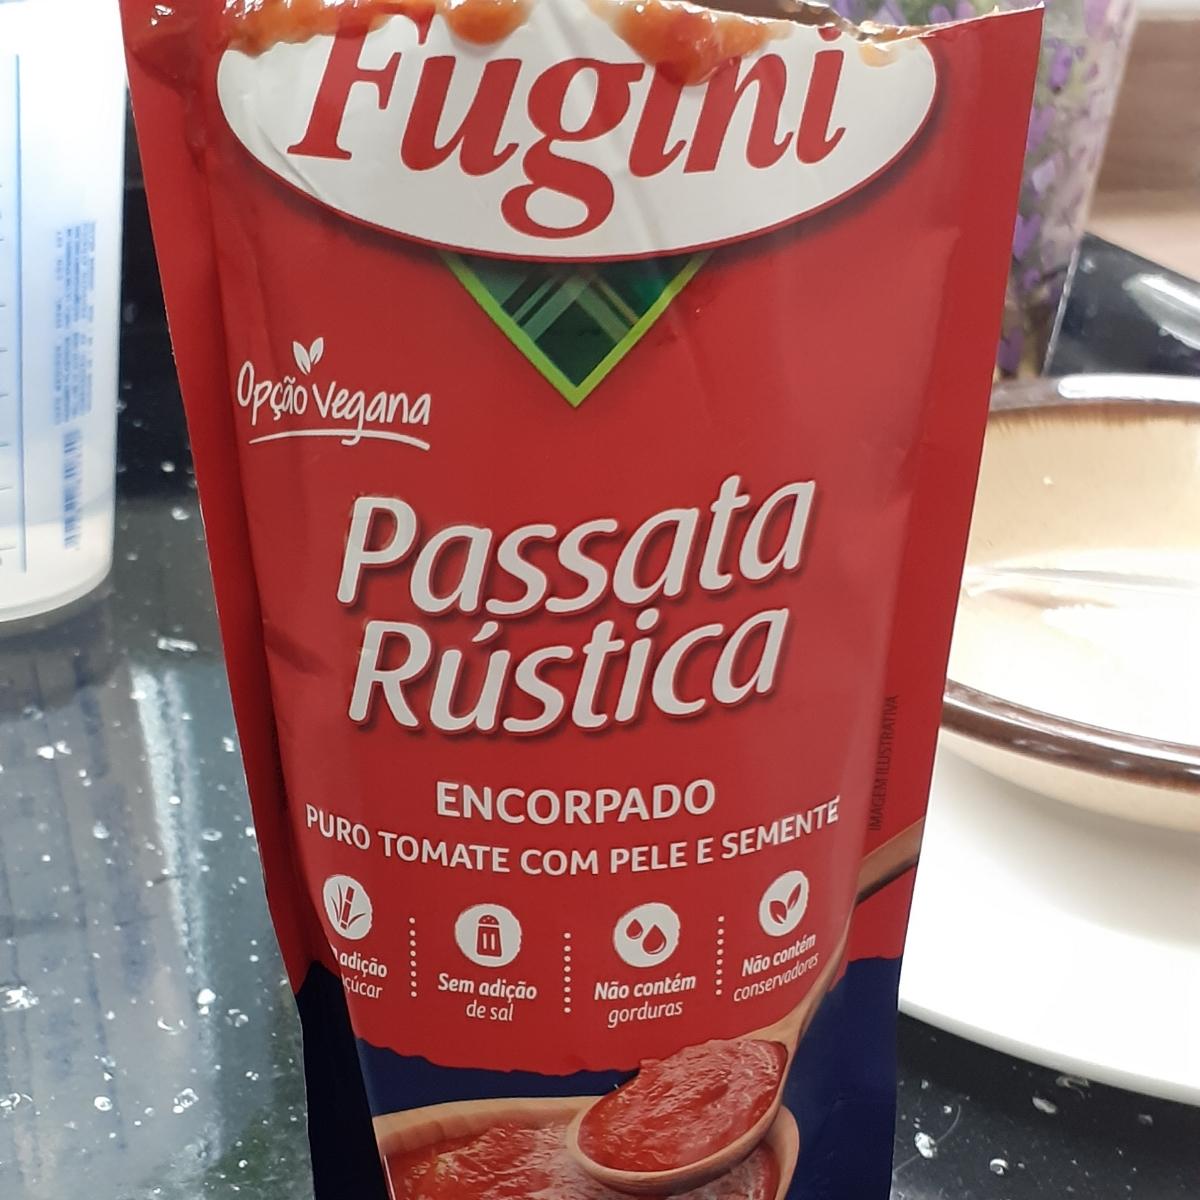 Fugini
Opção Vegana
Passata
Rústica
ENCORPADO
PURO TOMATE COM PELE E SEMENTE
adição
çúcar
Sem adição
de sal
Não contém
gorduras
Não contém
conservadores
IMAGEM ILUSTRATIVA